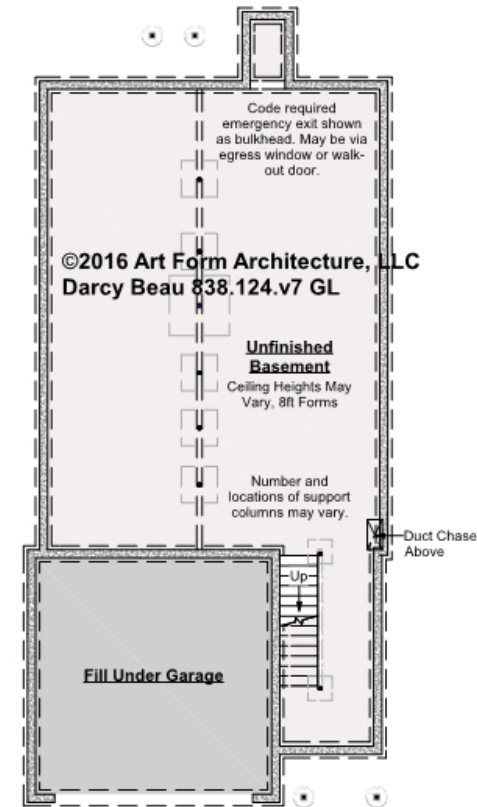 Code required
emergency exit shown
as bulkhead. May be via
egress window or walk-
out door.
©2016 Art Form Architecture, LLC
Darcy Beau 838.124.v7 GL
Unfinished
Basement
Ceiling Heights May
Vary, 8ft Forms
Number and
locations of support
columns may vary.
Duct Chase
Above
Up
Fill Under Garage